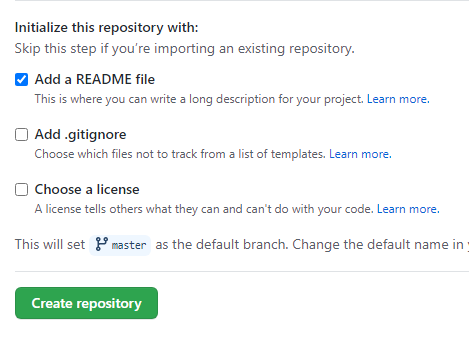 Initialize this repository with:
Skip this step if you're importing an existing repository.
Add a README file
This is where you can write a long description for your project. Learn more.
Add .gitignore
Choose which files not to track from a list of templates. Learn more.
Choose a license
A license tells others what they can and can't do with your code. Learn more.
This will set master as the default branch. Change the default name in
Create repository